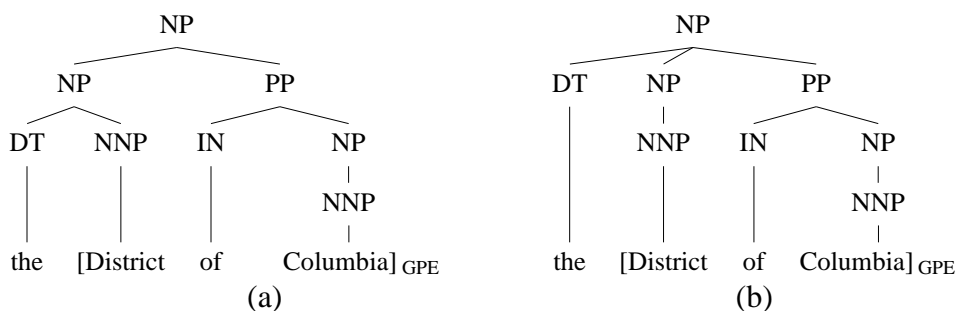 NP NP
NP PP DT NP PP
DT NNP IN NP NNP IN NP
NNP NNP
the [District of Columbia] GPE the [District of Columbia] GPE
(a) (b)